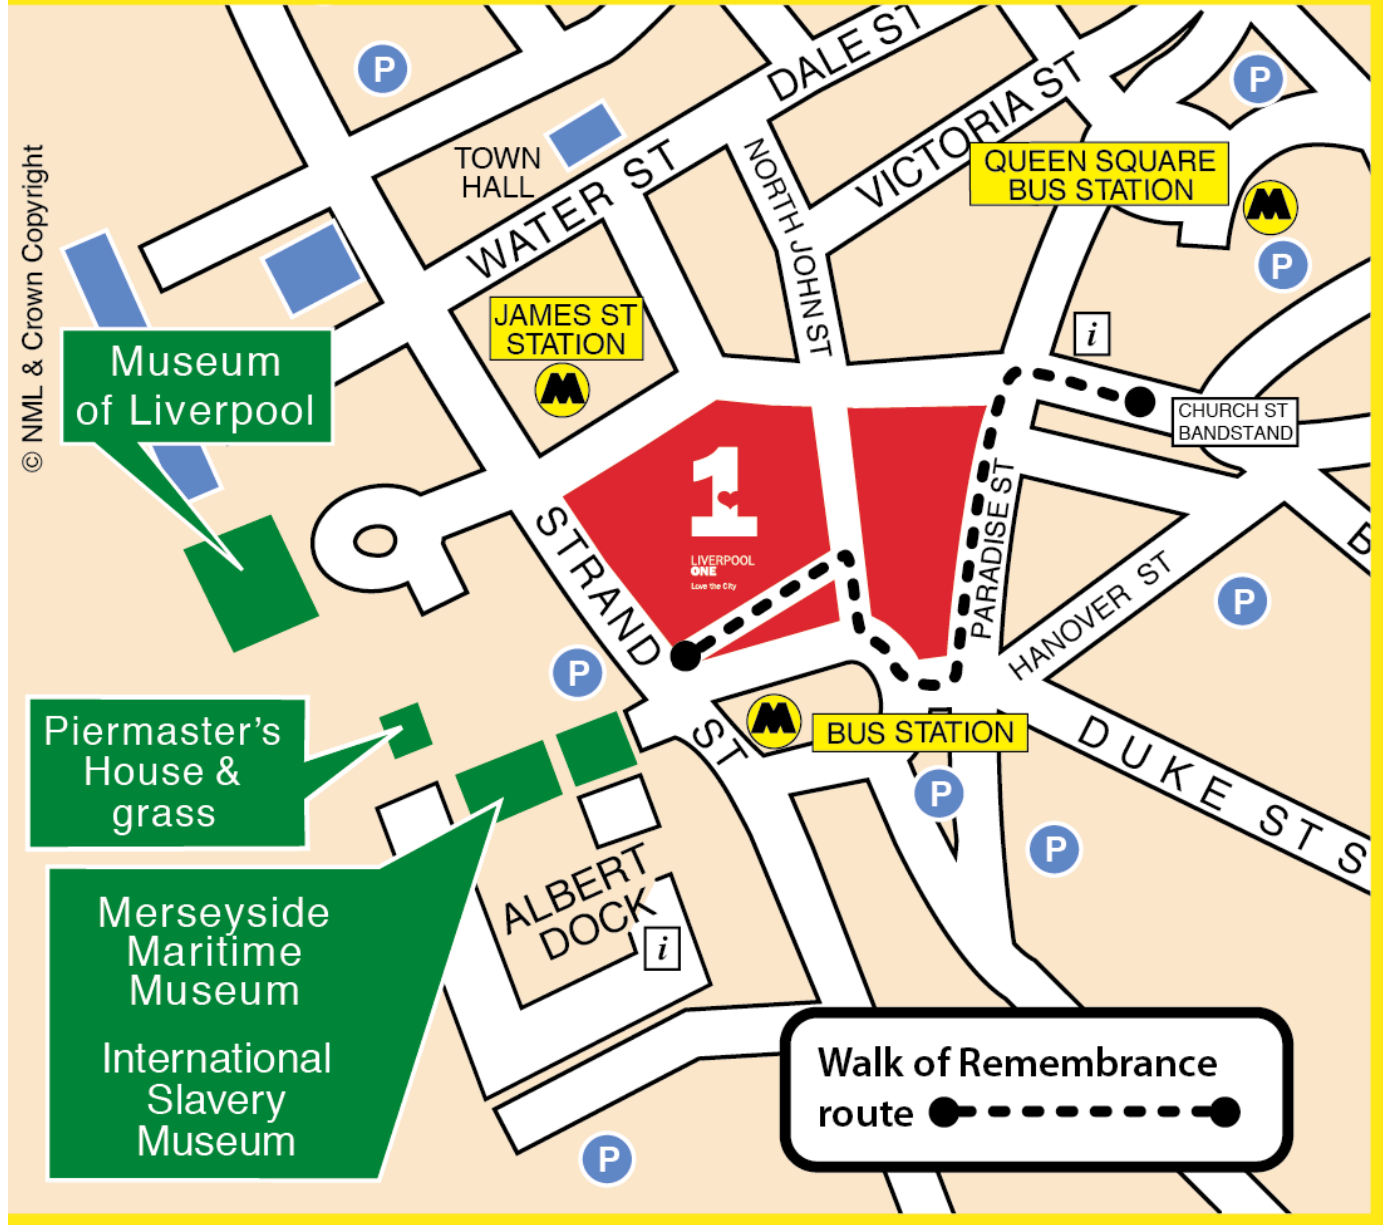 P
DALE ST
P
© NML & Crown Copyright
TOWN
HALL
WATER ST
NORTH JOHN ST
VICTORIA ST
QUEEN SQUARE
BUS STATION
M
P
JAMES ST
STATION
M
i
Museum
of Liverpool
CHURCH ST
BANDSTAND
1
LIVERPOOL
ONE
Love the City
STRAND
ST
PARADISE ST
HANOVER ST
B
P
P
M
BUS STATION
DUKE ST S
Piermaster's
House &
grass
P
P
ALBERT
DOCK
i
Merseyside
Maritime
Museum
International
Slavery
Museum
P
Walk of Remembrance
route